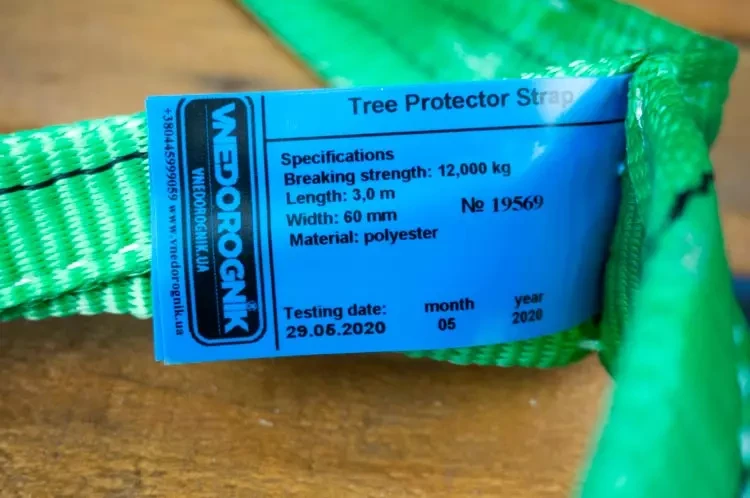 Tree Protector Strap
Specifications
Breaking strength: 12,000 kg
Length: 3,0 m
Width: 60 mm
№ 19569
Material: polyester
Testing date: month year
29.05.2020 05 2020
VNEDOROGNIK
VNEDOROGNIK.UA
+380445999059 www.vnedorognik.ua